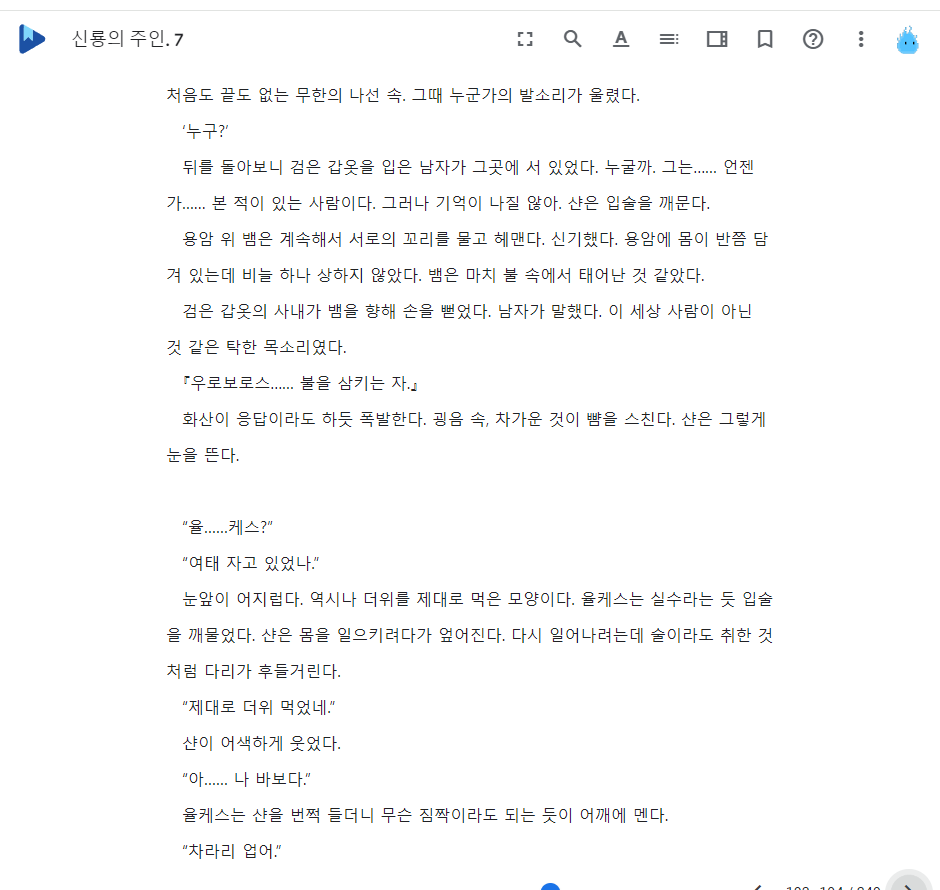 신룡의 주인. 7
처음도 끝도 없는 무한의 나선 속. 그때 누군가의 발소리가 울렸다.
‘누구?’
뒤를 돌아보니 검은 갑옷을 입은 남자가 그곳에 서 있었다. 누굴까. 그는…… 언젠
가…… 본 적이 있는 사람이다. 그러나 기억이 나질 않아. 샨은 입술을 깨문다.
용암 위 뱀은 계속해서 서로의 꼬리를 물고 헤맨다. 신기했다. 용암에 몸이 반쯤 담
겨 있는데 비늘 하나 상하지 않았다. 뱀은 마치 불 속에서 태어난 것 같았다.
검은 갑옷의 사내가 뱀을 향해 손을 뻗었다. 남자가 말했다. 이 세상 사람이 아닌
것 같은 탁한 목소리였다.
『우로보로스…… 불을 삼키는 자.』
화산이 응답이라도 하듯 폭발한다. 굉음 속, 차가운 것이 뺨을 스친다. 샨은 그렇게
눈을 뜬다.
“율……케스?”
“여태 자고 있었나.”
눈앞이 어지럽다. 역시나 더위를 제대로 먹은 모양이다. 율케스는 실수라는 듯 입술
을 깨물었다. 샨은 몸을 일으키려다가 엎어진다. 다시 일어나려는데 술이라도 취한 것
처럼 다리가 후들거린다.
“제대로 더위 먹었네.”
샨이 어색하게 웃었다.
“아…… 나 바보다.”
율케스는 샨을 번쩍 들더니 무슨 짐짝이라도 되는 듯이 어깨에 멘다.
“차라리 업어.”